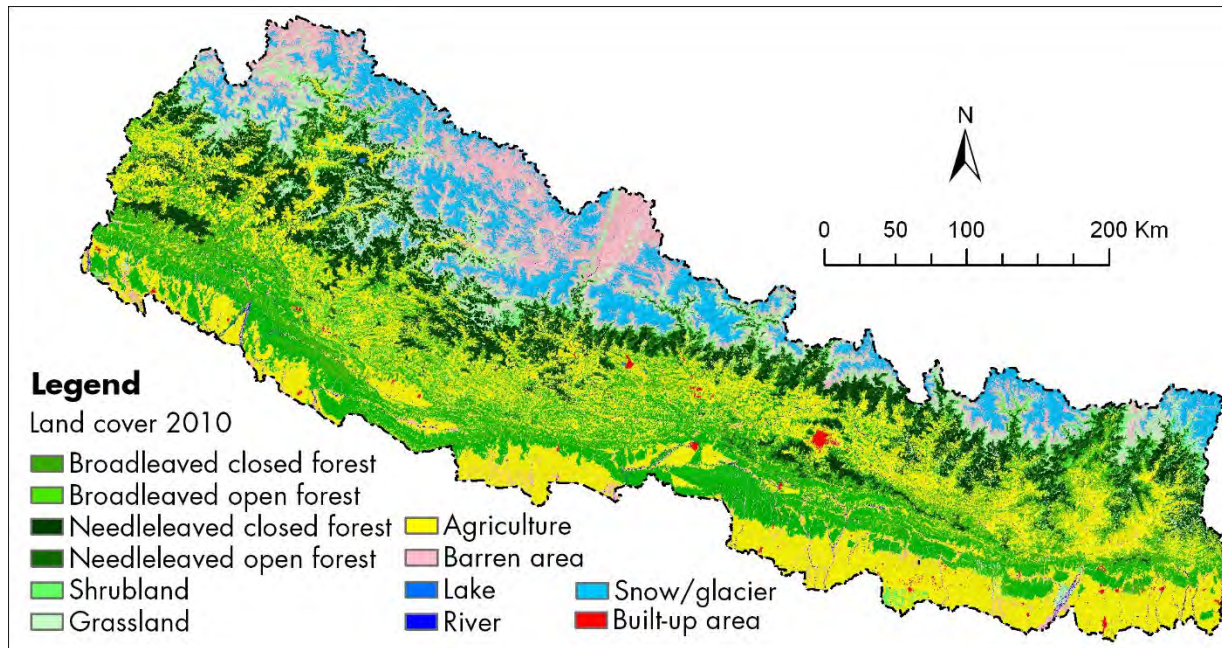 N
0 50 100 200 Km
Legend
Land cover 2010
Broadleaved closed forest
Broadleaved open forest
Needleleaved closed forest
Needleleaved open forest
Shrubland
Grassland
Agriculture
Barren area
Lake
River
Snow/glacier
Built-up area